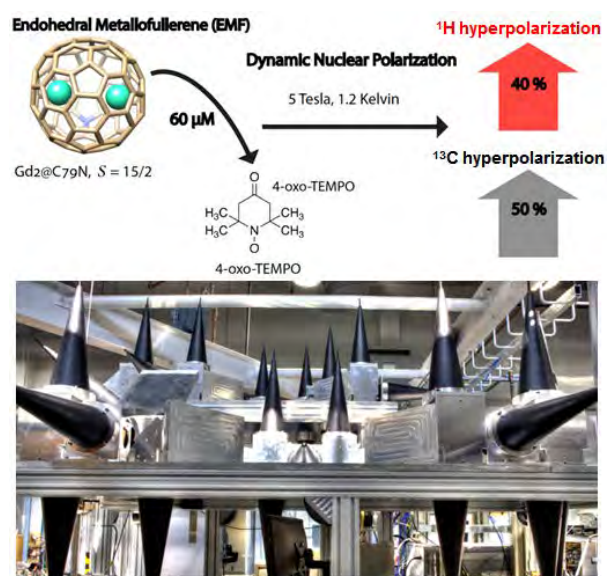 Endohedral Metallofullerene (EMF)
Gd2@C79N, S = 15/2
60 µM
Dynamic Nuclear Polarization
5 Tesla, 1.2 Kelvin
¹H hyperpolarization
40 %
¹³C hyperpolarization
50 %
O
4-oxo-TEMPO
H₃C
CH₃
H₃C
N
CH₃
O
4-oxo-TEMPO